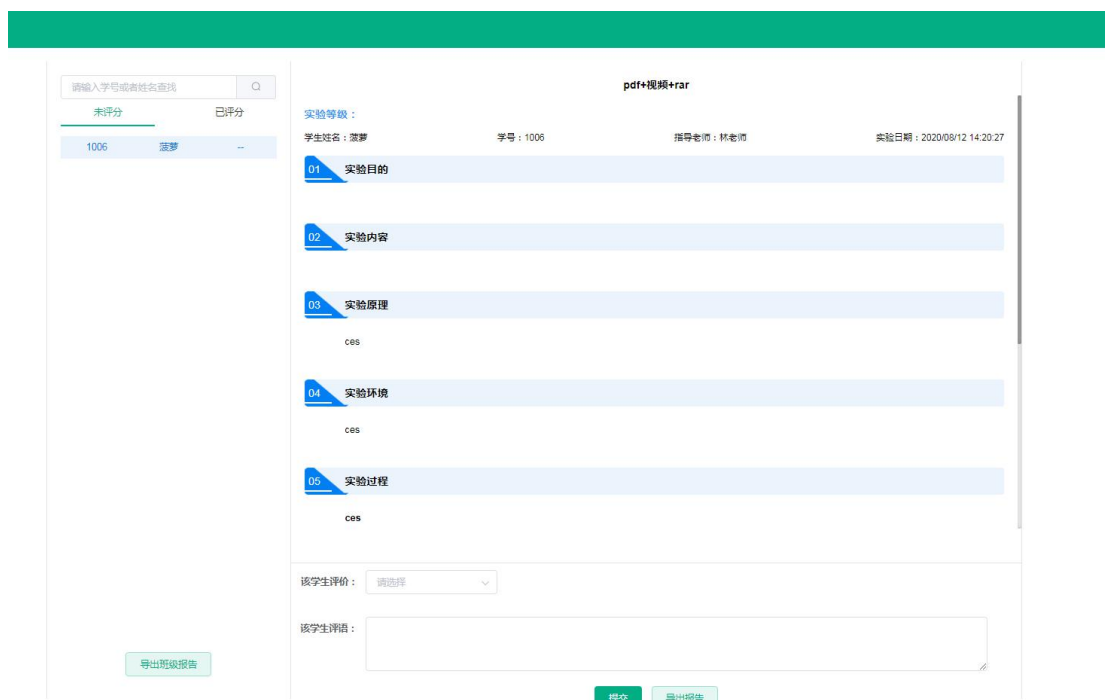 请输入学号或者姓名查找
未评分 已评分
1006 菠萝 --
导出班级报告
pdf+视频+rar
实验等级：
学生姓名：菠萝 学号：1006 指导老师：林老师 实验日期：2020/08/12 14:20:27
01 实验目的
02 实验内容
03 实验原理
ces
04 实验环境
ces
05 实验过程
ces
该学生评价： 请选择
该学生评语：
提交 导出报告